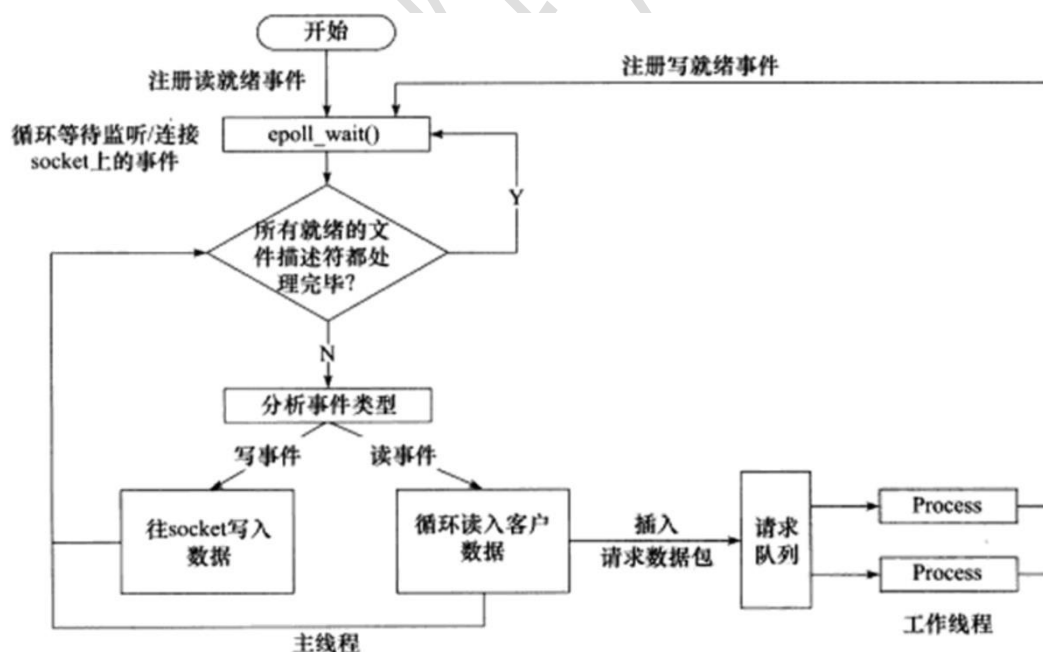 开始
注册读就绪事件
注册写就绪事件
循环等待监听/连接
socket上的事件
epoll_wait()
Y
所有就绪的文
件描述符都处
理完毕?
N
分析事件类型
写事件
读事件
往socket写入
数据
循环读入客户
数据
插入
请求数据包
请求
队列
Process
Process
主线程
工作线程